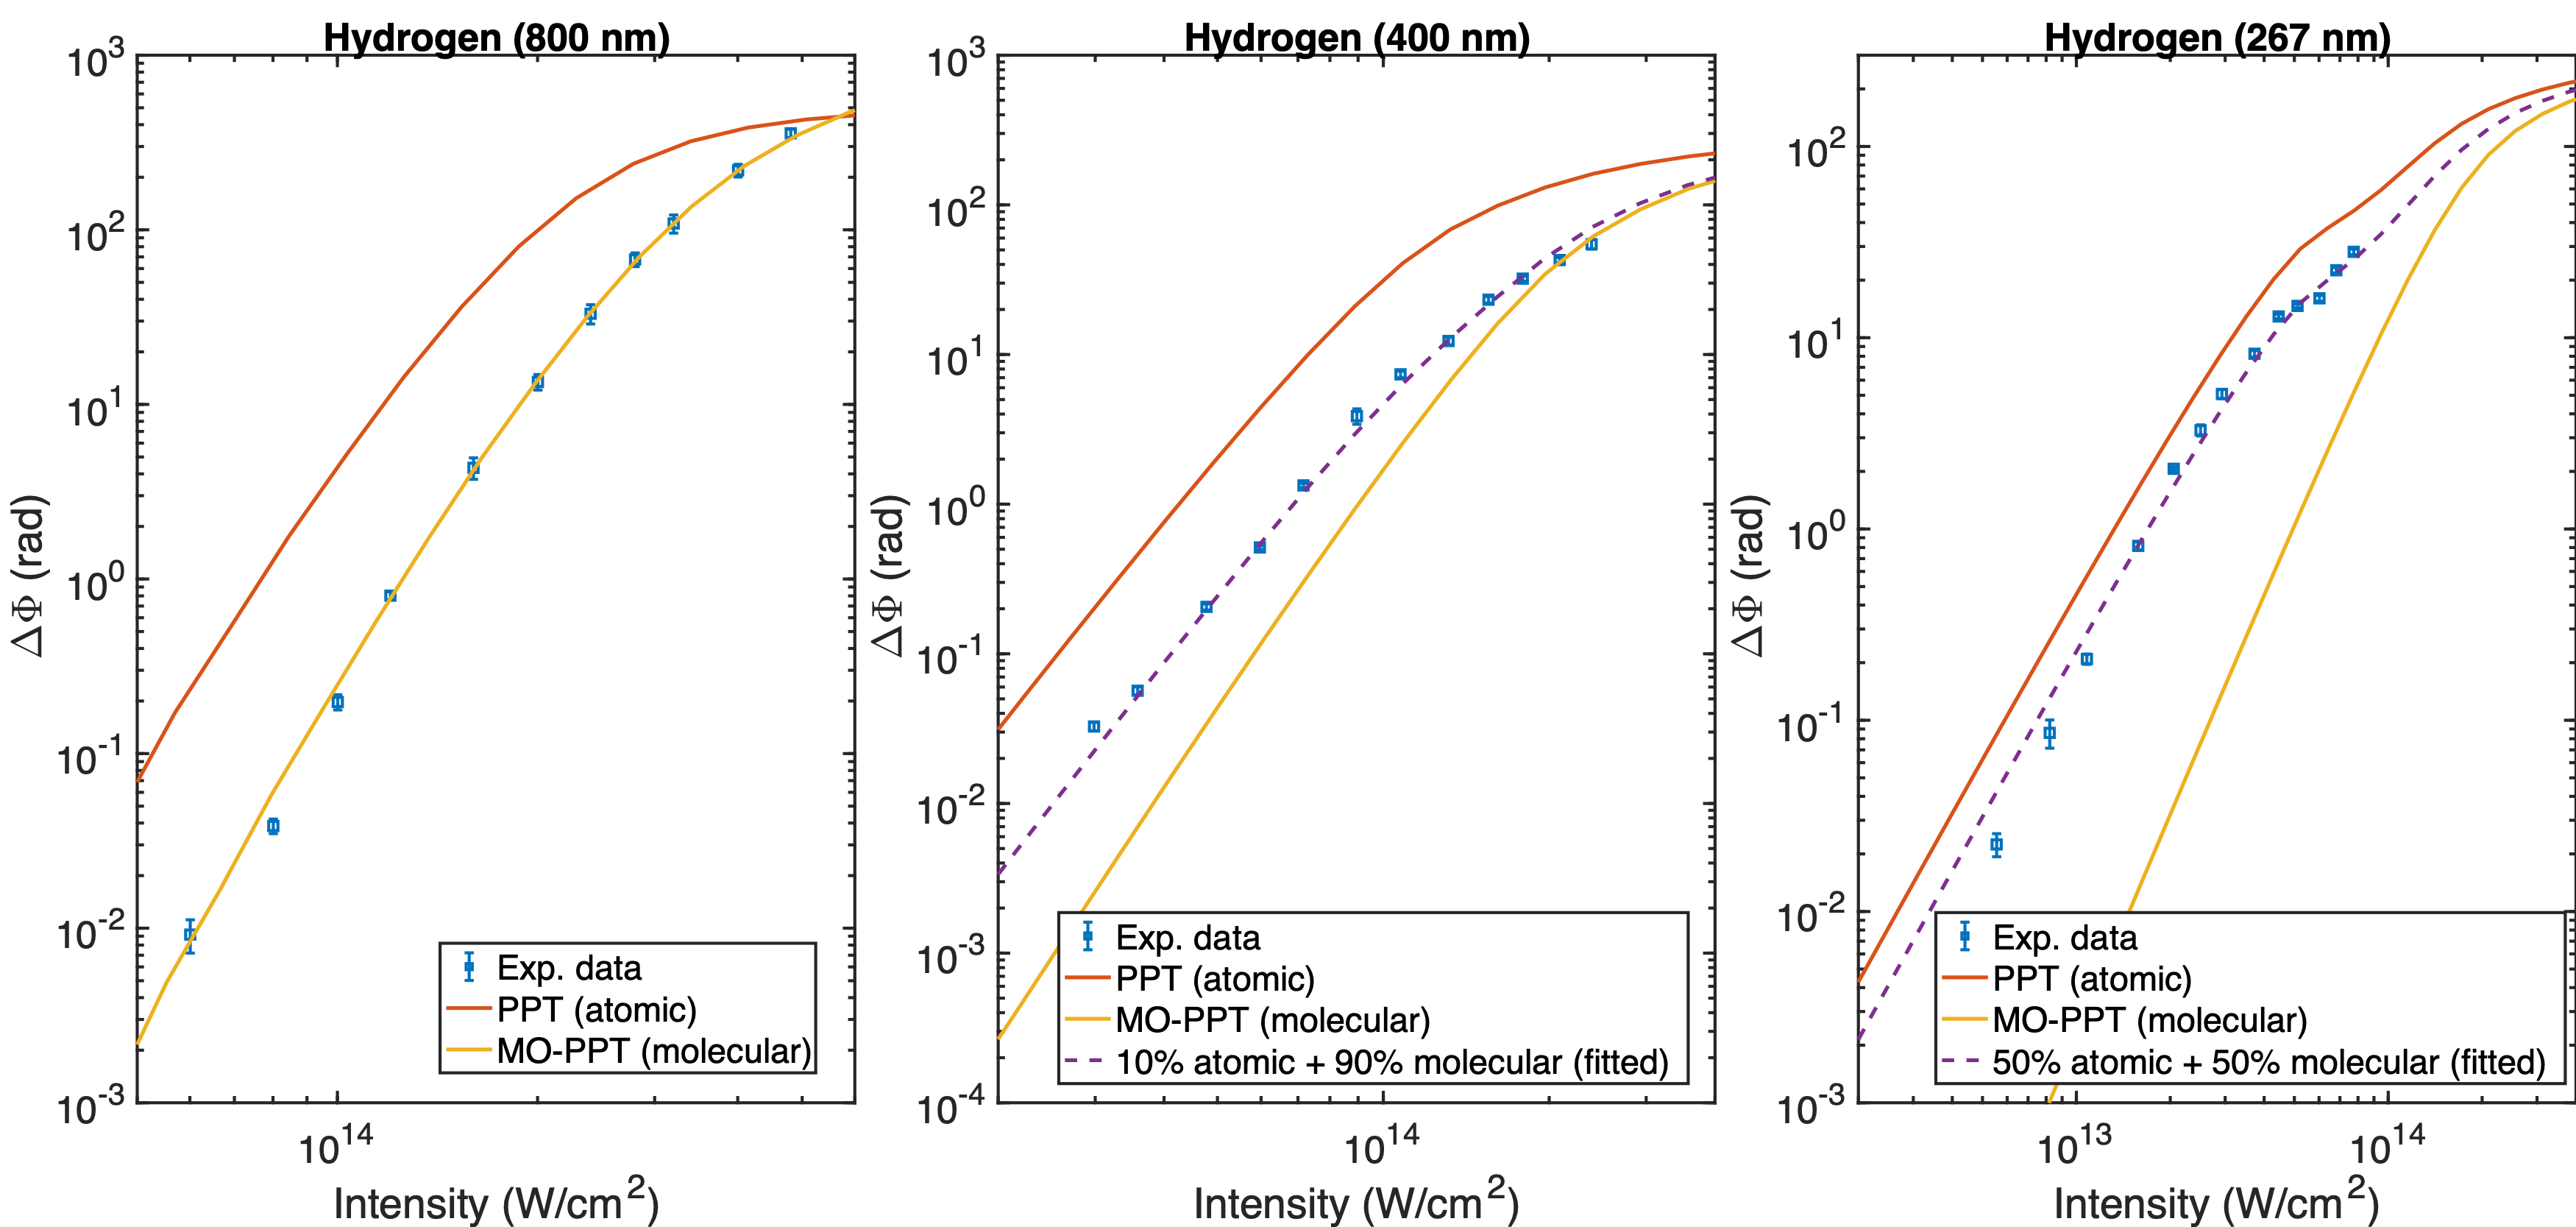 Hydrogen (800 nm)
10^3
10^2
10^1
10^0
10^-1
10^-2
10^-3
ΔΦ (rad)
Exp. data
PPT (atomic)
MO-PPT (molecular)
10^14
Intensity (W/cm^2)
Hydrogen (400 nm)
10^3
10^2
10^1
10^0
10^-1
10^-2
10^-3
10^-4
ΔΦ (rad)
Exp. data
PPT (atomic)
MO-PPT (molecular)
10% atomic + 90% molecular (fitted)
10^14
Intensity (W/cm^2)
Hydrogen (267 nm)
10^2
10^1
10^0
10^-1
10^-2
10^-3
ΔΦ (rad)
Exp. data
PPT (atomic)
MO-PPT (molecular)
50% atomic + 50% molecular (fitted)
10^13
10^14
Intensity (W/cm^2)